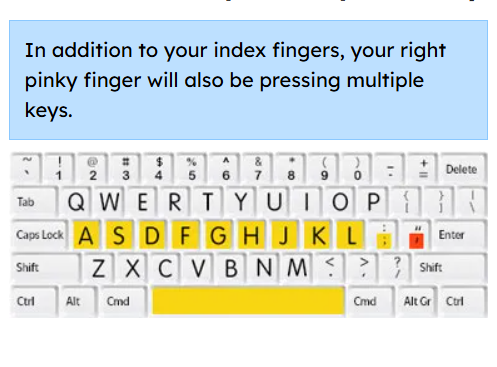 In addition to your index fingers, your right
pinky finger will also be pressing multiple
keys.
~ ! @ # $ % ^ & * ( ) - + Delete
` 1 2 3 4 5 6 7 8 9 0 =
Tab Q W E R T Y U I O P { } |
[ ] \
Caps Lock A S D F G H J K L : " Enter
; '
Shift Z X C V B N M < > ? Shift
, . /
Ctrl Alt Cmd Cmd Alt Gr Ctrl